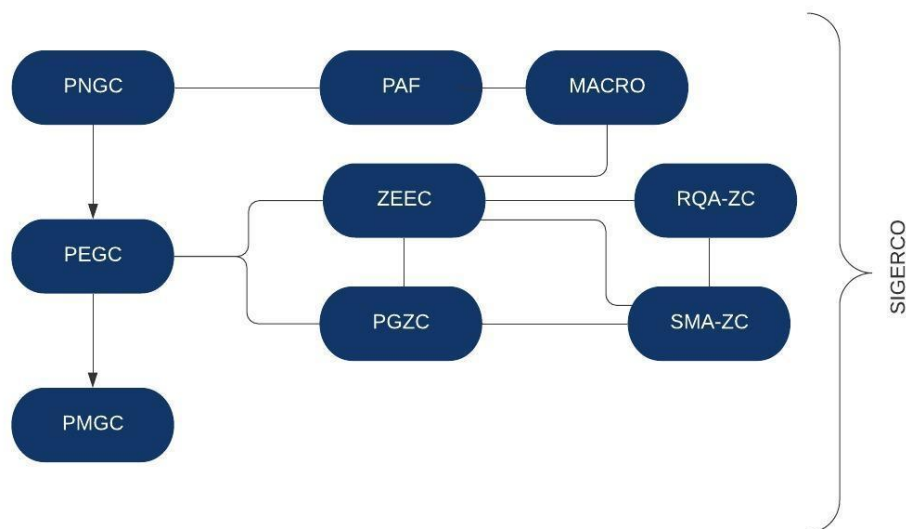 PNGC
PAF
MACRO
ZEEC
RQA-ZC
PEGC
PGZC
SMA-ZC
PMGC
SIGERCO